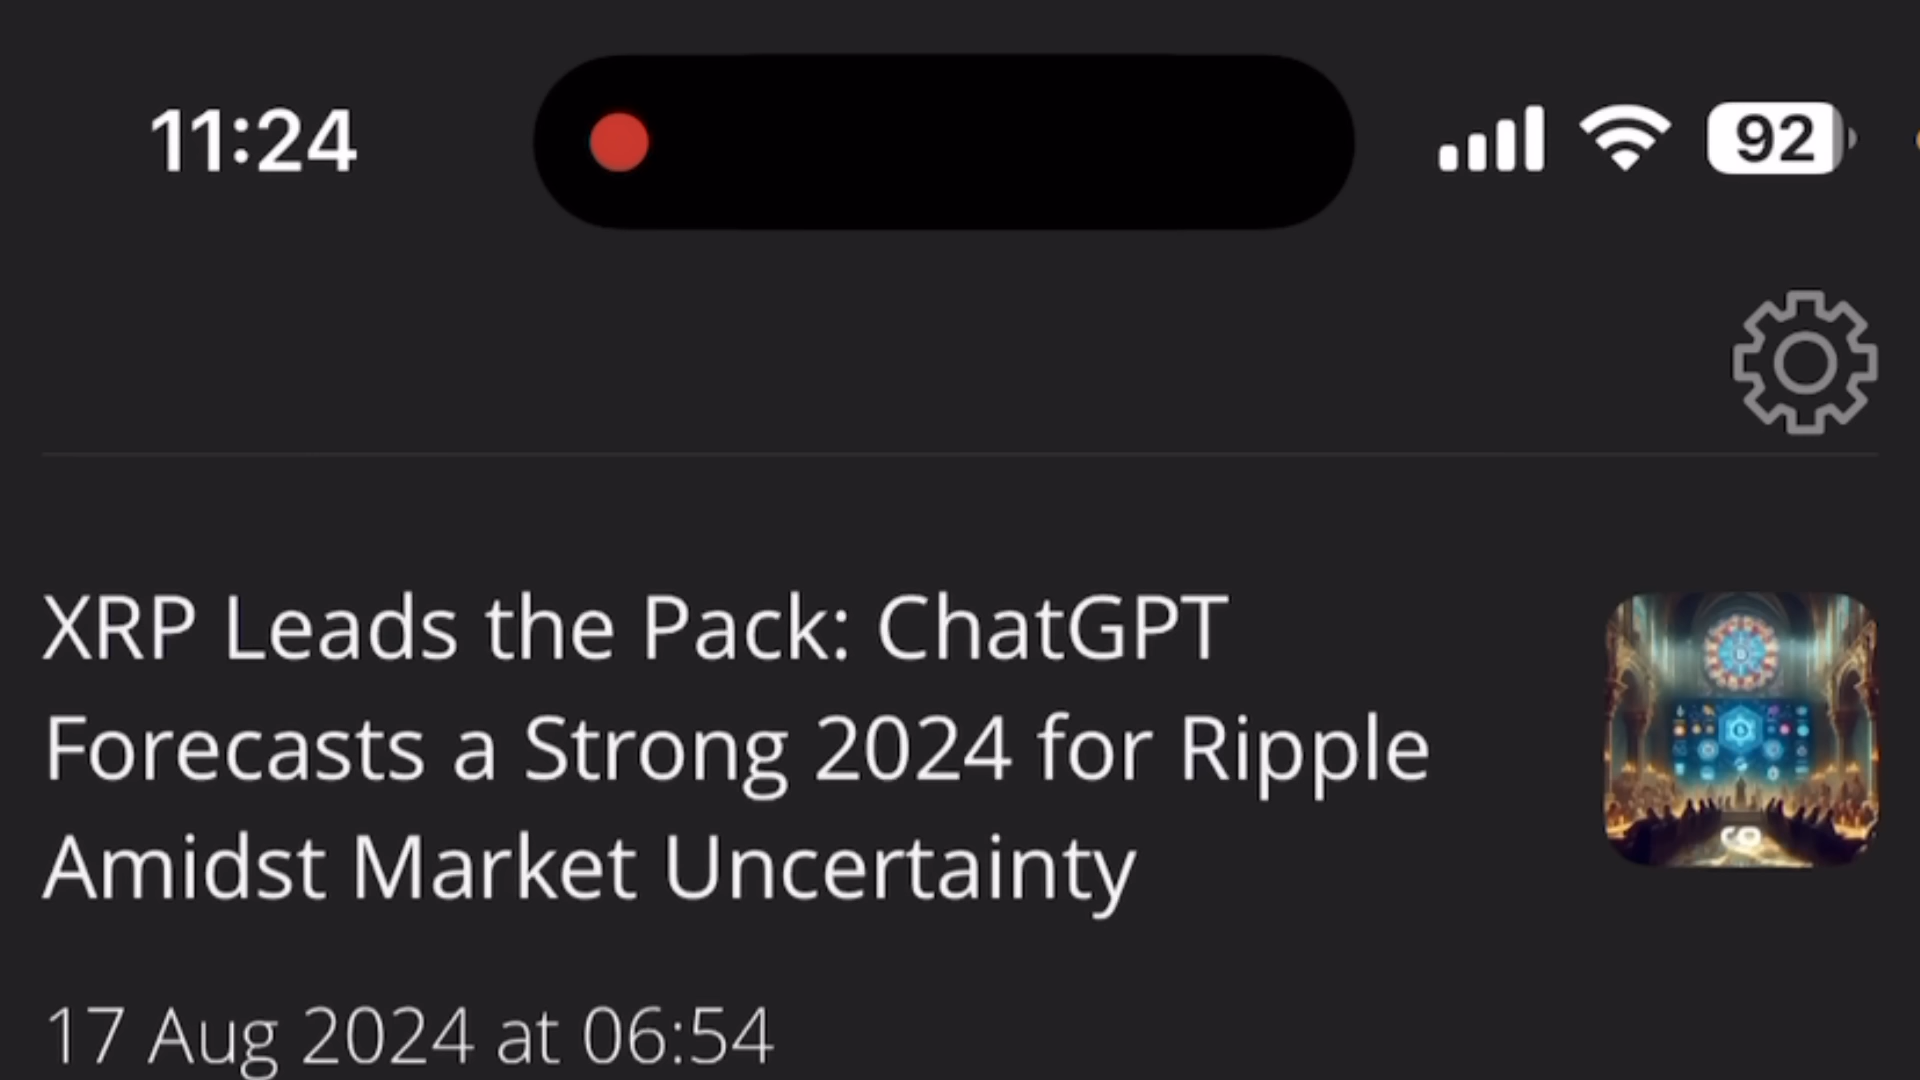 11:24
92
XRP Leads the Pack: ChatGPT
Forecasts a Strong 2024 for Ripple
Amidst Market Uncertainty
17 Aug 2024 at 06:54